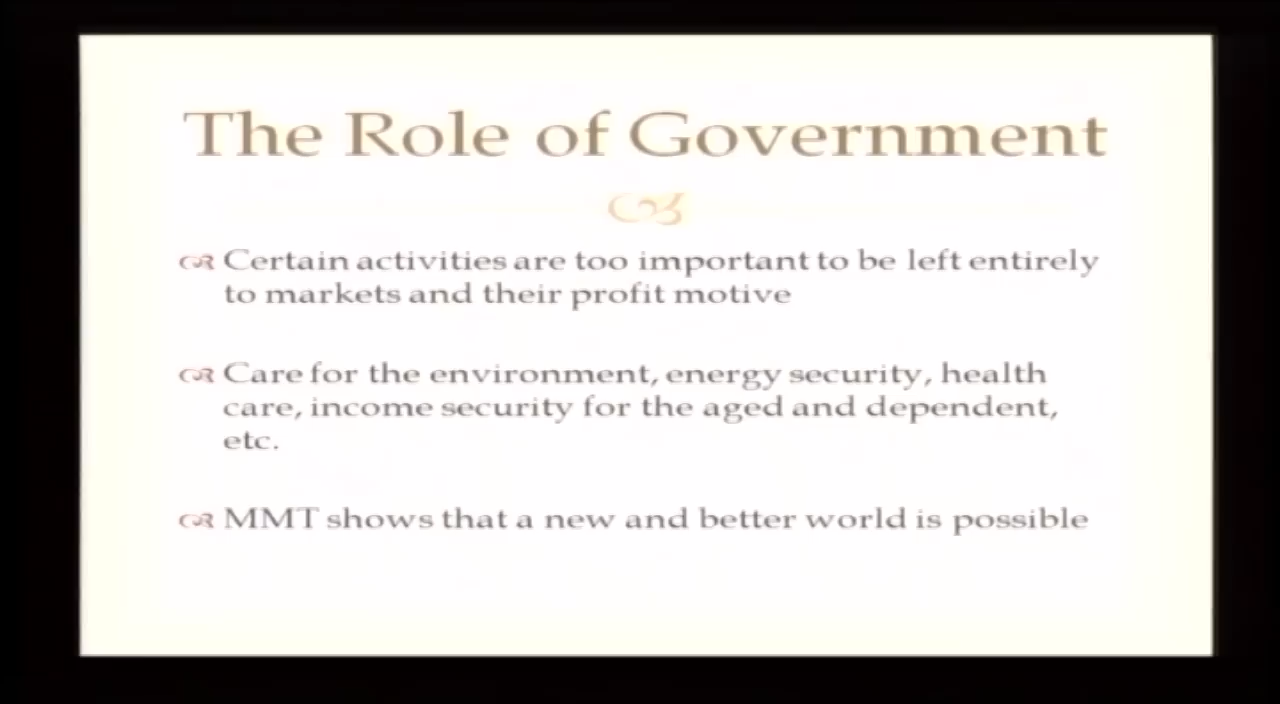 The Role of Government
Certain activities are too important to be left entirely
to markets and their profit motive
Care for the environment, energy security, health
care, income security for the aged and dependent,
etc.
MMT shows that a new and better world is possible